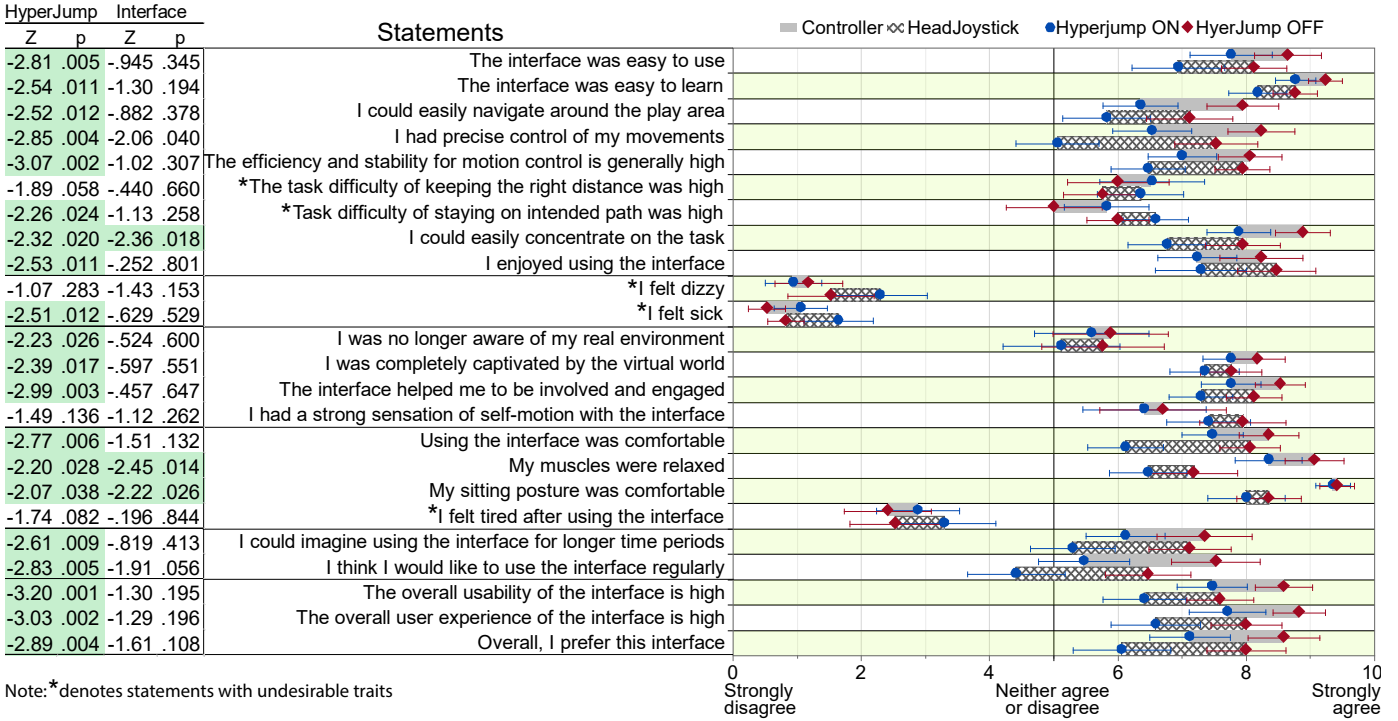 HyperJump Interface
Z p Z p Statements Controller HeadJoystick Hyperjump ON HyerJump OFF
-2.81 .005 -.945 .345 The interface was easy to use
-2.54 .011 -1.30 .194 The interface was easy to learn
-2.52 .012 -.882 .378 I could easily navigate around the play area
-2.85 .004 -2.06 .040 I had precise control of my movements
-3.07 .002 -1.02 .307 The efficiency and stability for motion control is generally high
-1.89 .058 -.440 .660 *The task difficulty of keeping the right distance was high
-2.26 .024 -1.13 .258 *Task difficulty of staying on intended path was high
-2.32 .020 -2.36 .018 I could easily concentrate on the task
-2.53 .011 -.252 .801 I enjoyed using the interface
-1.07 .283 -1.43 .153 *I felt dizzy
-2.51 .012 -.629 .529 *I felt sick
-2.23 .026 -.524 .600 I was no longer aware of my real environment
-2.39 .017 -.597 .551 I was completely captivated by the virtual world
-2.99 .003 -.457 .647 The interface helped me to be involved and engaged
-1.49 .136 -1.12 .262 I had a strong sensation of self-motion with the interface
-2.77 .006 -1.51 .132 Using the interface was comfortable
-2.20 .028 -2.45 .014 My muscles were relaxed
-2.07 .038 -2.22 .026 My sitting posture was comfortable
-1.74 .082 -.196 .844 *I felt tired after using the interface
-2.61 .009 -.819 .413 I could imagine using the interface for longer time periods
-2.83 .005 -1.91 .056 I think I would like to use the interface regularly
-3.20 .001 -1.30 .195 The overall usability of the interface is high
-3.03 .002 -1.29 .196 The overall user experience of the interface is high
-2.89 .004 -1.61 .108 Overall, I prefer this interface
0 2 4 6 8 10
Strongly disagree Neither agree or disagree Strongly agree
Note:*denotes statements with undesirable traits